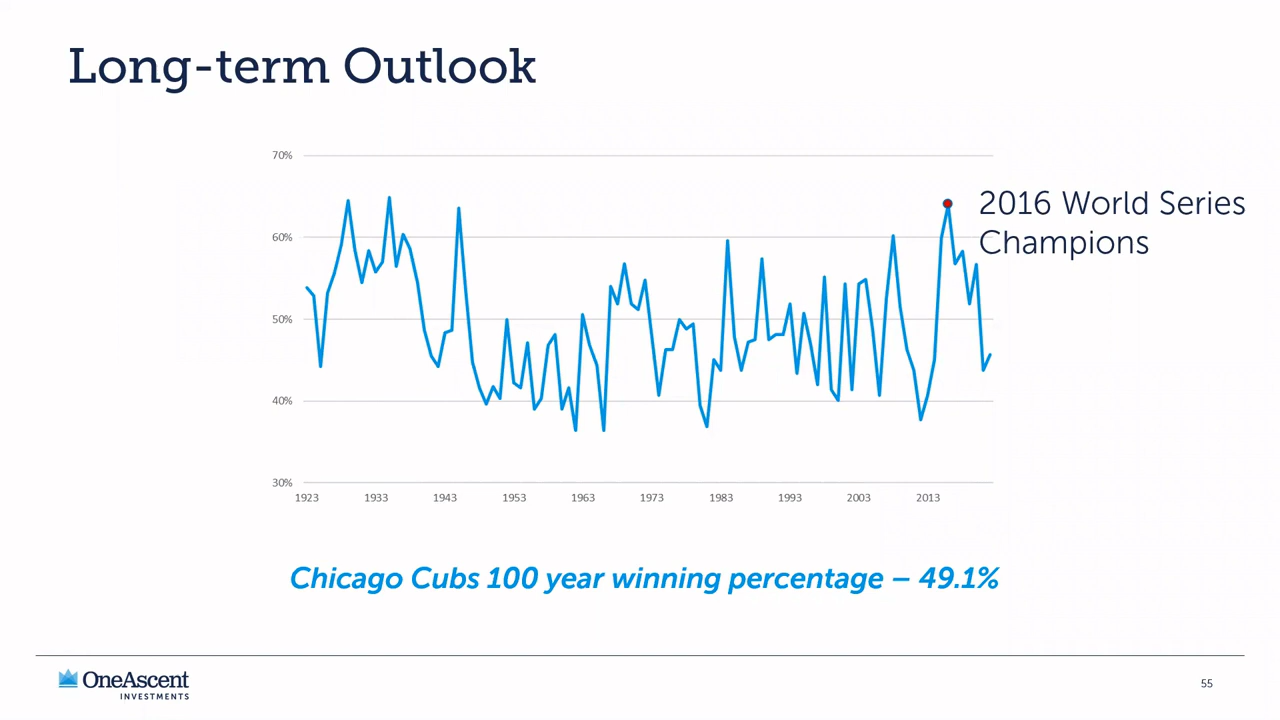 Long-term Outlook
70%
60%
50%
40%
30%
1923 1933 1943 1953 1963 1973 1983 1993 2003 2013
2016 World Series
Champions
Chicago Cubs 100 year winning percentage – 49.1%
OneAscent
INVESTMENTS
55